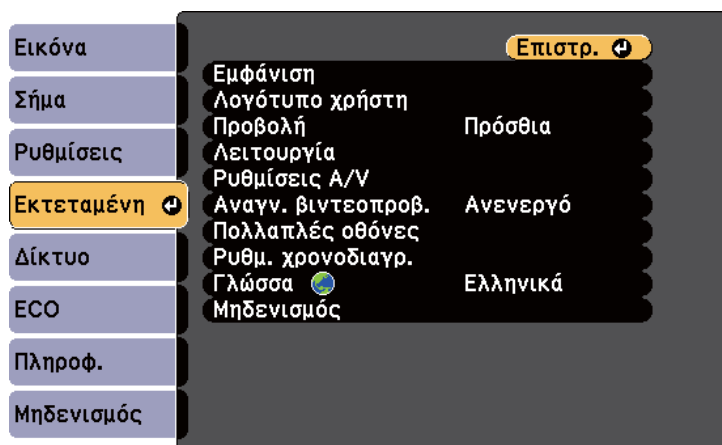 Εικόνα
Σήμα
Ρυθμίσεις
Εκτεταμένη
Δίκτυο
ECO
Πληροφ.
Μηδενισμός
Επιστρ.
Εμφάνιση
Λογότυπο χρήστη
Προβολή Πρόσθια
Λειτουργία
Ρυθμίσεις A/V
Αναγν. βιντεοπροβ. Ανενεργό
Πολλαπλές οθόνες
Ρυθμ. χρονοδιαγρ.
Γλώσσα Ελληνικά
Μηδενισμός